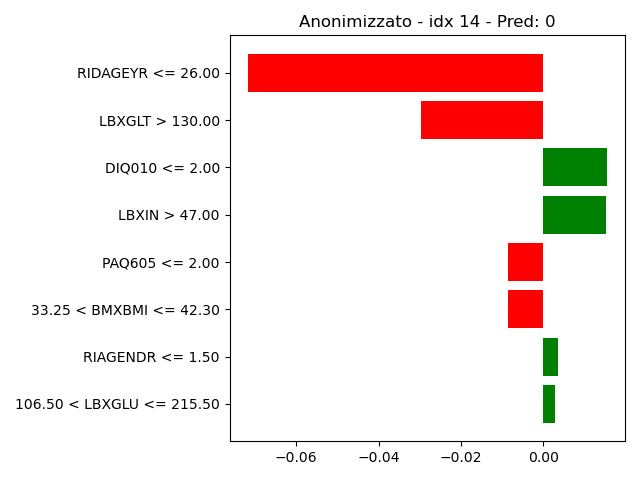 Anonimizzato - idx 14 - Pred: 0
RIDAGEYR <= 26.00
LBXGLT > 130.00
DIQ010 <= 2.00
LBXIN > 47.00
PAQ605 <= 2.00
33.25 < BMXBMI <= 42.30
RIAGENDR <= 1.50
106.50 < LBXGLU <= 215.50
−0.06 −0.04 −0.02 0.00